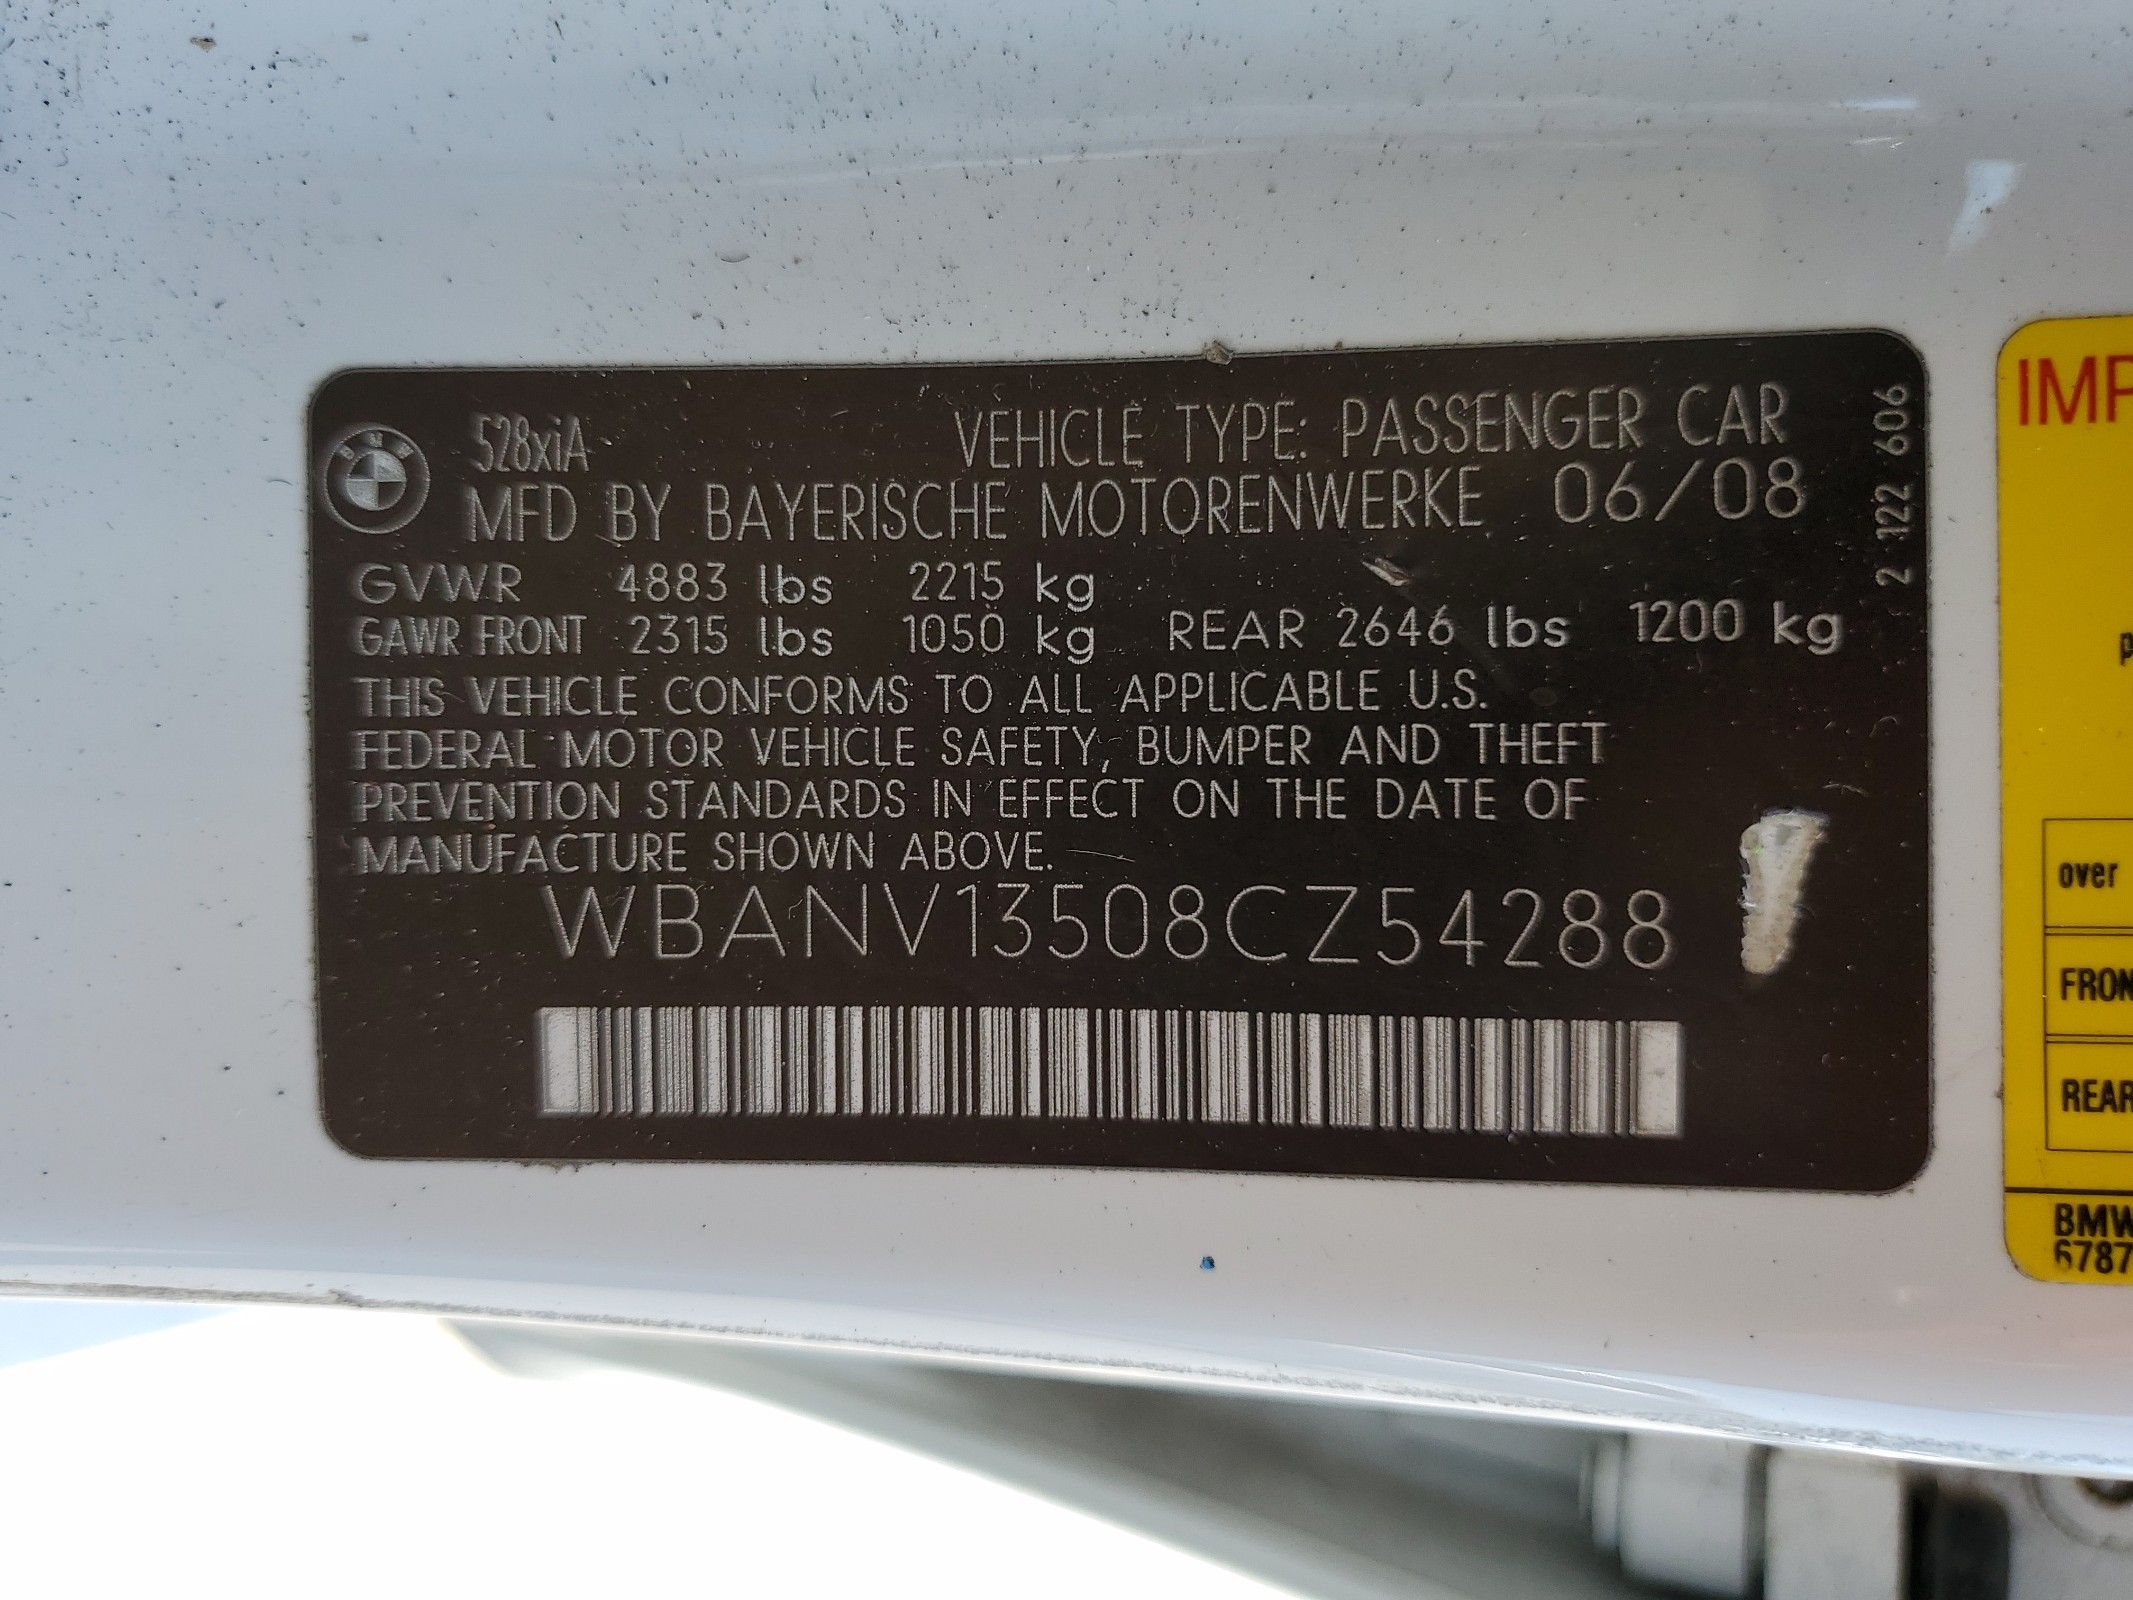 528xiA VEHICLE TYPE: PASSENGER CAR
MFD BY BAYERISCHE MOTORENWERKE 06/08
GVWR 4883 lbs 2215 kg
GAWR FRONT 2315 lbs 1050 kg REAR 2646 lbs 1200 kg
THIS VEHICLE CONFORMS TO ALL APPLICABLE U.S.
FEDERAL MOTOR VEHICLE SAFETY, BUMPER AND THEFT
PREVENTION STANDARDS IN EFFECT ON THE DATE OF
MANUFACTURE SHOWN ABOVE.
WBANV13508CZ54288
2 122 606
BMW
IMP
p
over
FRON
REAR
BMW
6787